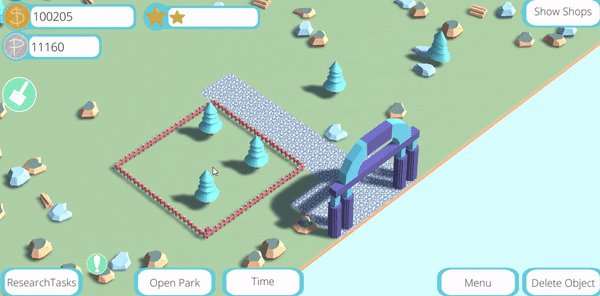 100205
Show Shops
11160
ResearchTasks
Open Park
Time
Menu
Delete Object